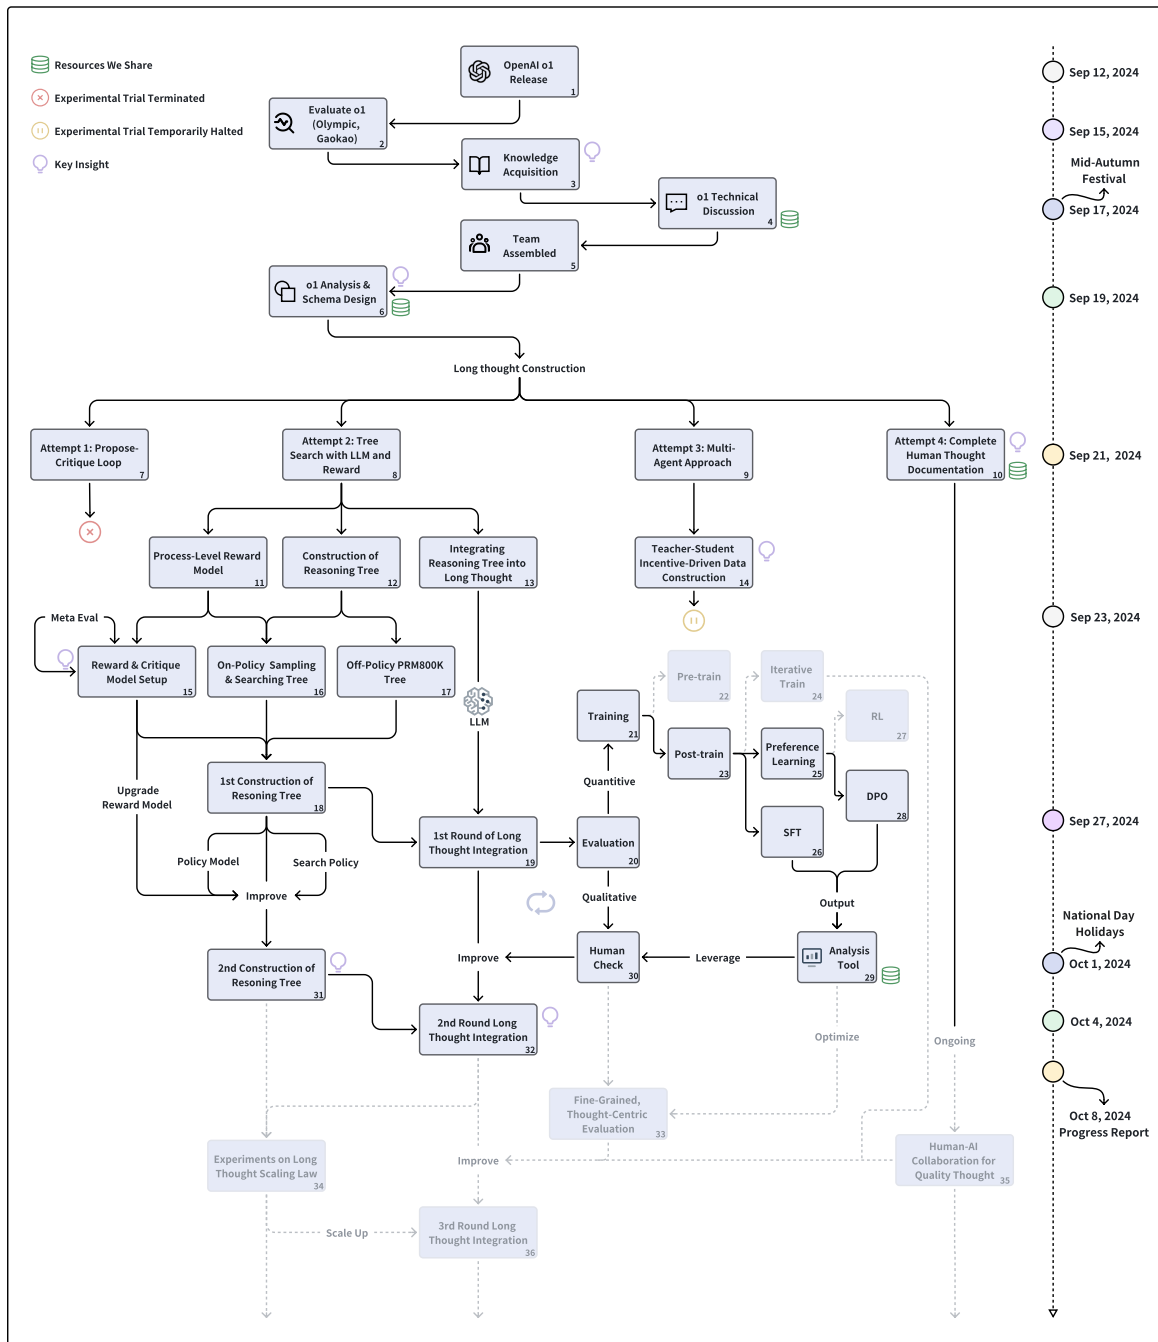 Resources We Share
Experimental Trial Terminated
Experimental Trial Temporarily Halted
Key Insight
OpenAI o1
Release
1
Evaluate o1
(Olympic,
Gaokao)
2
Knowledge
Acquisition
3
o1 Technical
Discussion
4
Team
Assembled
5
o1 Analysis &
Schema Design
6
Long thought Construction
Attempt 1: Propose-
Critique Loop
7
Attempt 2: Tree
Search with LLM and
Reward
8
Attempt 3: Multi-
Agent Approach
9
Attempt 4: Complete
Human Thought
Documentation
10
Process-Level Reward
Model
11
Construction of
Reasoning Tree
12
Integrating
Reasoning Tree into
Long Thought
13
Teacher-Student
Incentive-Driven Data
Construction
14
Meta Eval
Reward & Critique
Model Setup
15
On-Policy Sampling
& Searching Tree
16
Off-Policy PRM800K
Tree
17
LLM
Training
21
Pre-train
22
Post-train
23
Iterative
Train
24
Preference
Learning
25
RL
27
DPO
28
SFT
26
Upgrade
Reward Model
1st Construction of
Resoning Tree
18
Quantitive
1st Round of Long
Thought Integration
19
Evaluation
20
Policy Model
Search Policy
Improve
Qualitative
Output
2nd Construction of
Resoning Tree
31
Improve
Human
Check
30
Leverage
Analysis
Tool
29
2nd Round Long
Thought Integration
32
Optimize
Ongoing
Fine-Grained,
Thought-Centric
Evaluation
33
Experiments on Long
Thought Scaling Law
34
Improve
Human-AI
Collaboration for
Quality Thought
35
Scale Up
3rd Round Long
Thought Integration
36
Sep 12, 2024
Sep 15, 2024
Mid-Autumn
Festival
Sep 17, 2024
Sep 19, 2024
Sep 21, 2024
Sep 23, 2024
Sep 27, 2024
National Day
Holidays
Oct 1, 2024
Oct 4, 2024
Oct 8, 2024
Progress Report